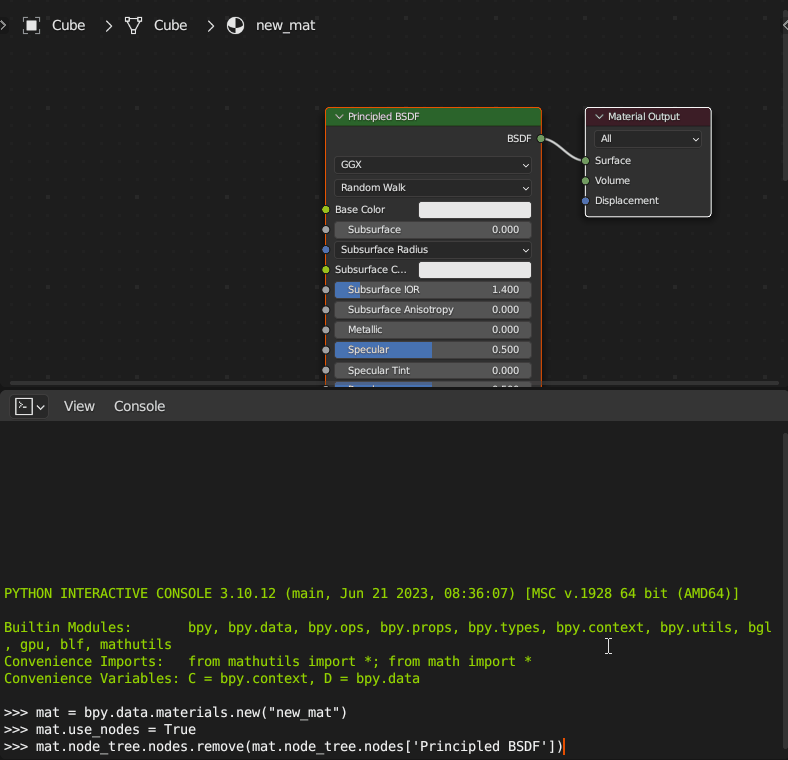 Cube Cube new_mat
Principled BSDF
BSDF
GGX
Random Walk
Base Color
Subsurface 0.000
Subsurface Radius
Subsurface C...
Subsurface IOR 1.400
Subsurface Anisotropy 0.000
Metallic 0.000
Specular 0.500
Specular Tint 0.000
Material Output
All
Surface
Volume
Displacement
View Console
PYTHON INTERACTIVE CONSOLE 3.10.12 (main, Jun 21 2023, 08:36:07) [MSC v.1928 64 bit (AMD64)]
Builtin Modules: bpy, bpy.data, bpy.ops, bpy.props, bpy.types, bpy.context, bpy.utils, bgl
, gpu, blf, mathutils
Convenience Imports: from mathutils import *; from math import *
Convenience Variables: C = bpy.context, D = bpy.data
>>> mat = bpy.data.materials.new("new_mat")
>>> mat.use_nodes = True
>>> mat.node_tree.nodes.remove(mat.node_tree.nodes['Principled BSDF'])